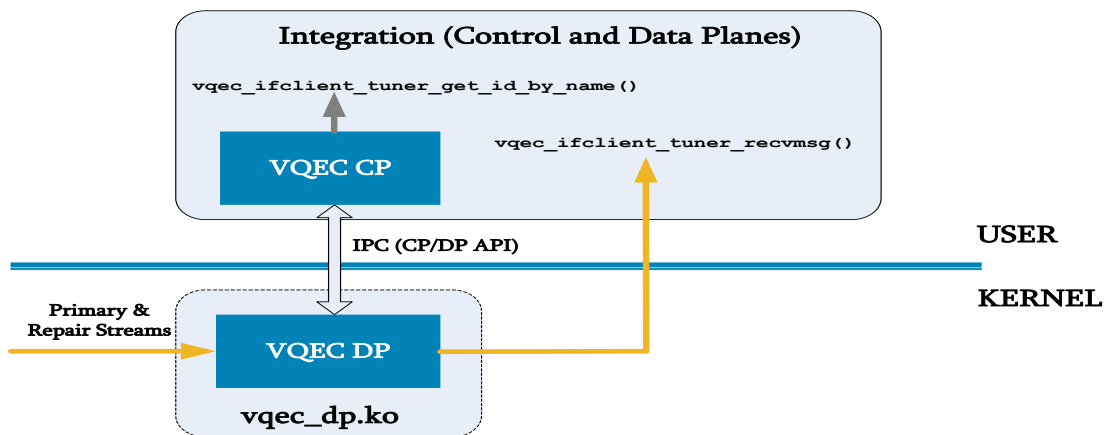 Integration (Control and Data Planes)
vqec_ifclient_tuner_get_id_by_name()
vqec_ifclient_tuner_recvmsg()
VQEC CP
USER
IPC (CP/DP API)
KERNEL
Primary &
Repair Streams
VQEC DP
vqec_dp.ko